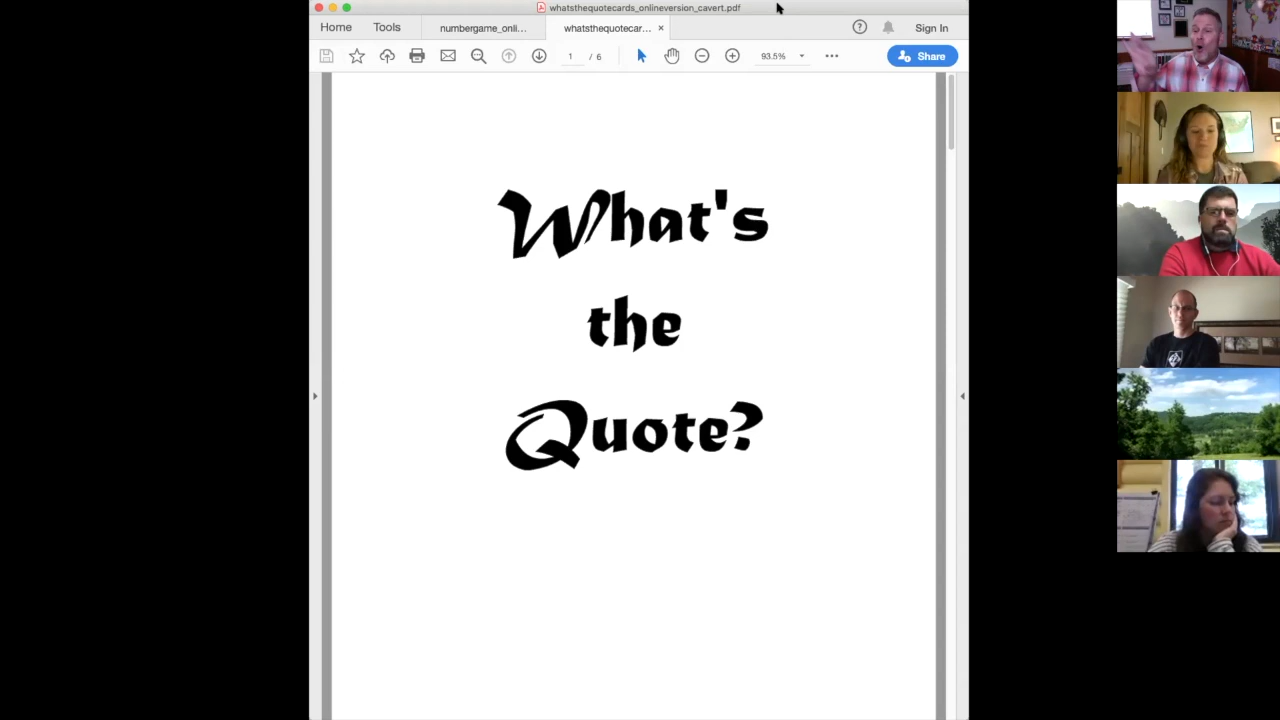 whatsthequotecards_onlineversion_cavert.pdf
Home Tools numbergame_onli... whatsthequotecar... × Sign In
1 / 6 93.5% Share
What's
the
Quote?